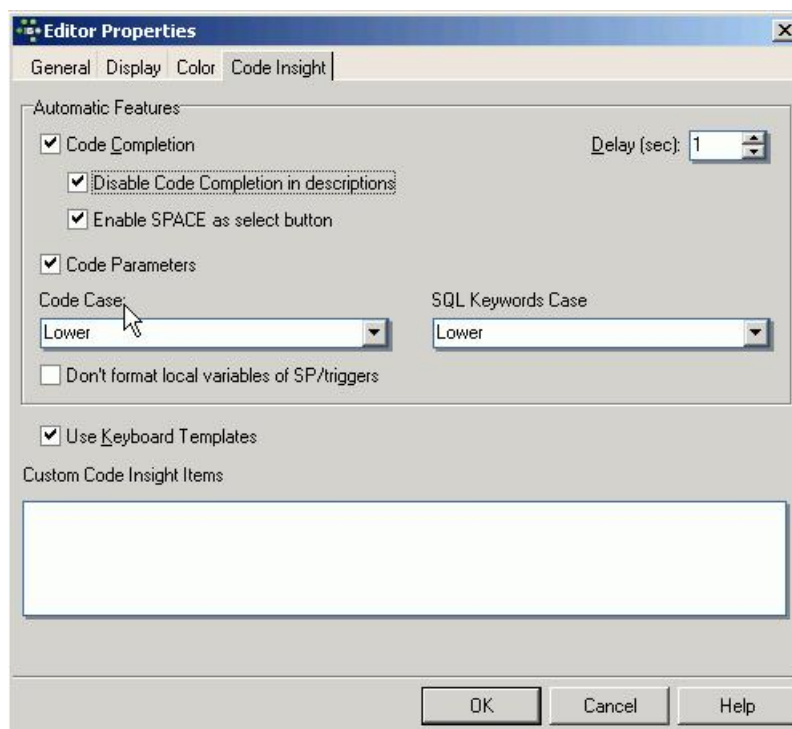 Editor Properties
General Display Color Code Insight
Automatic Features
Code Completion Delay (sec): 1
Disable Code Completion in descriptions
Enable SPACE as select button
Code Parameters
Code Case: SQL Keywords Case
Lower Lower
Don't format local variables of SP/triggers
Use Keyboard Templates
Custom Code Insight Items
OK Cancel Help